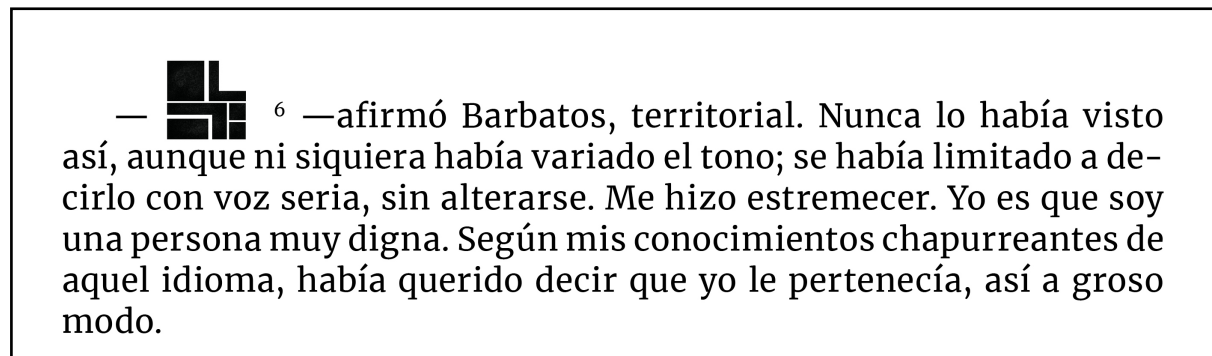 — ⁶ —afirmó Barbatos, territorial. Nunca lo había visto
así, aunque ni siquiera había variado el tono; se había limitado a de-
cirlo con voz seria, sin alterarse. Me hizo estremecer. Yo es que soy
una persona muy digna. Según mis conocimientos chapurreantes de
aquel idioma, había querido decir que yo le pertenecía, así a groso
modo.